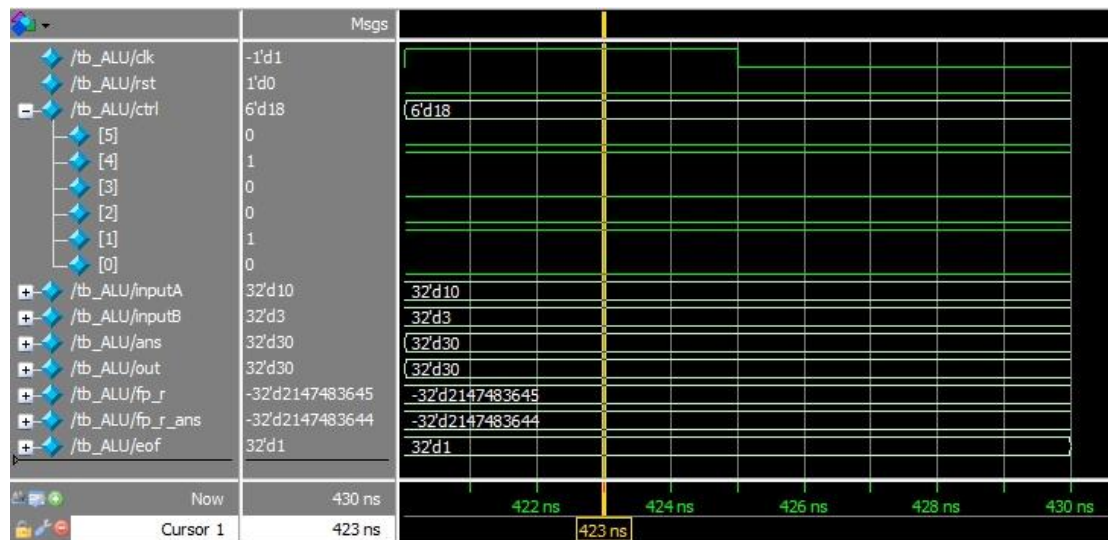 Msgs
/tb_ALU/clk -1'd1
/tb_ALU/rst 1'd0
/tb_ALU/ctrl 6'd18 6'd18
[5] 0
[4] 1
[3] 0
[2] 0
[1] 1
[0] 0
/tb_ALU/inputA 32'd10 32'd10
/tb_ALU/inputB 32'd3 32'd3
/tb_ALU/ans 32'd30 32'd30
/tb_ALU/out 32'd30 32'd30
/tb_ALU/fp_r -32'd2147483645 -32'd2147483645
/tb_ALU/fp_r_ans -32'd2147483644 -32'd2147483644
/tb_ALU/eof 32'd1 32'd1
Now 430 ns 422 ns 424 ns 426 ns 428 ns 430 ns
Cursor 1 423 ns 423 ns